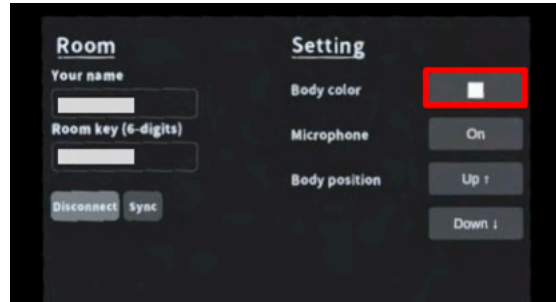 Room
Your name
Room key (6-digits)
Disconnect Sync
Setting
Body color
Microphone On
Body position Up ↑
Down ↓